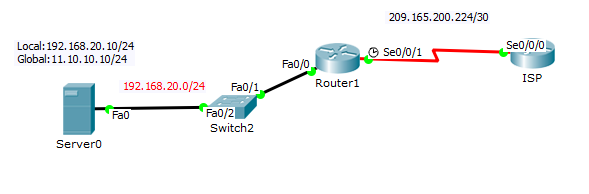 209.165.200.224/30
Local:192.168.20.10/24
Global:11.10.10.10/24
Se0/0/1
Se0/0/0
Fa0/0
Router1
ISP
192.168.20.0/24
Fa0/1
Fa0
Fa0/2
Switch2
Server0